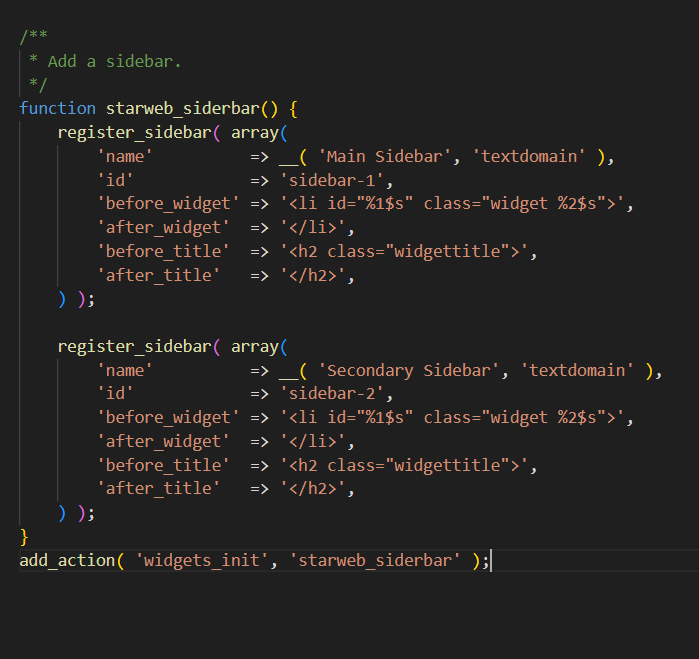 /**
 * Add a sidebar.
 */
function starweb_siderbar() {
    register_sidebar( array(
        'name'          => __( 'Main Sidebar', 'textdomain' ),
        'id'            => 'sidebar-1',
        'before_widget' => '<li id="%1$s" class="widget %2$s">',
        'after_widget'  => '</li>',
        'before_title'  => '<h2 class="widgettitle">',
        'after_title'   => '</h2>',
    ) );

    register_sidebar( array(
        'name'          => __( 'Secondary Sidebar', 'textdomain' ),
        'id'            => 'sidebar-2',
        'before_widget' => '<li id="%1$s" class="widget %2$s">',
        'after_widget'  => '</li>',
        'before_title'  => '<h2 class="widgettitle">',
        'after_title'   => '</h2>',
    ) );
}
add_action( 'widgets_init', 'starweb_siderbar' );